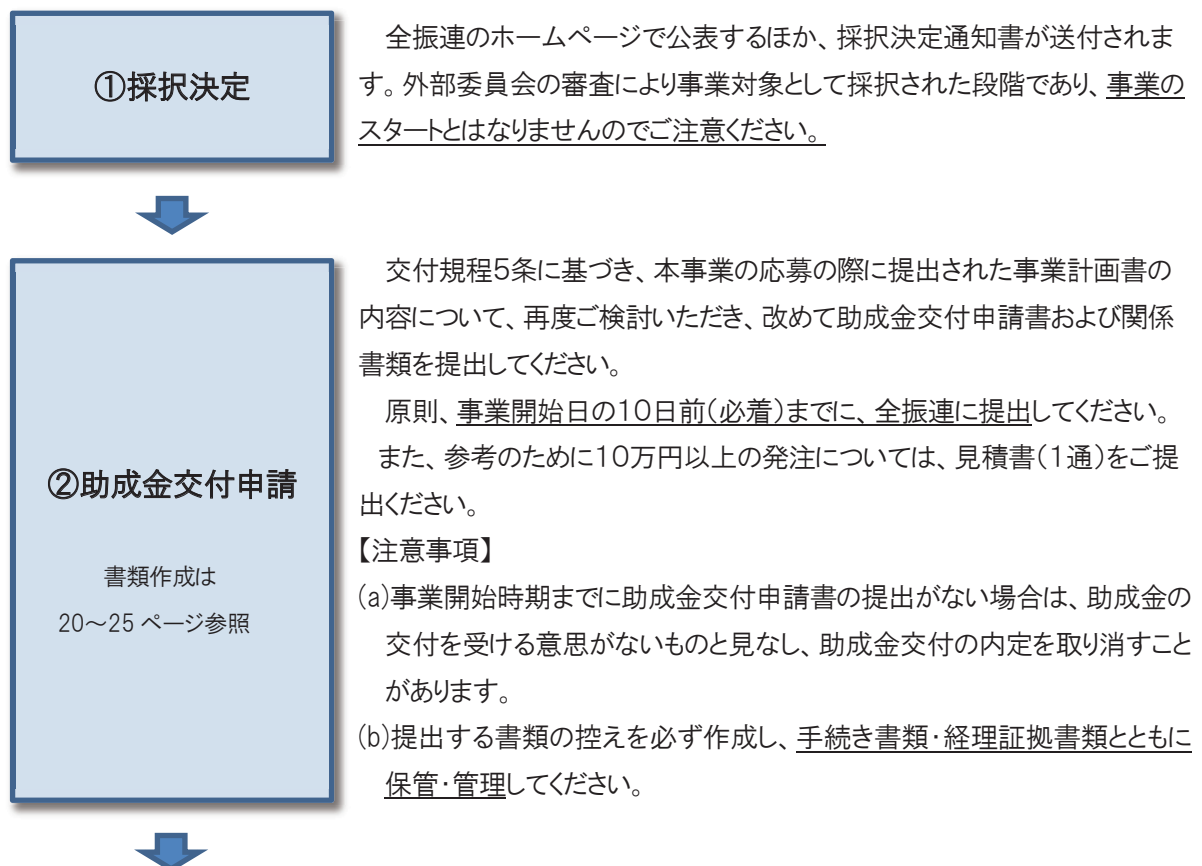 ①採択決定
全振連のホームページで公表するほか、採択決定通知書が送付されま
す。外部委員会の審査により事業対象として採択された段階であり、事業の
スタートとはなりませんのでご注意ください。
②助成金交付申請
書類作成は
20～25 ページ参照
交付規程5条に基づき、本事業の応募の際に提出された事業計画書の
内容について、再度ご検討いただき、改めて助成金交付申請書および関係
書類を提出してください。
原則、事業開始日の10日前(必着)までに、全振連に提出してください。
また、参考のために10万円以上の発注については、見積書(1通)をご提
出ください。
【注意事項】
(a)事業開始時期までに助成金交付申請書の提出がない場合は、助成金の
交付を受ける意思がないものと見なし、助成金交付の内定を取り消すこと
があります。
(b)提出する書類の控えを必ず作成し、手続き書類・経理証拠書類とともに
保管・管理してください。